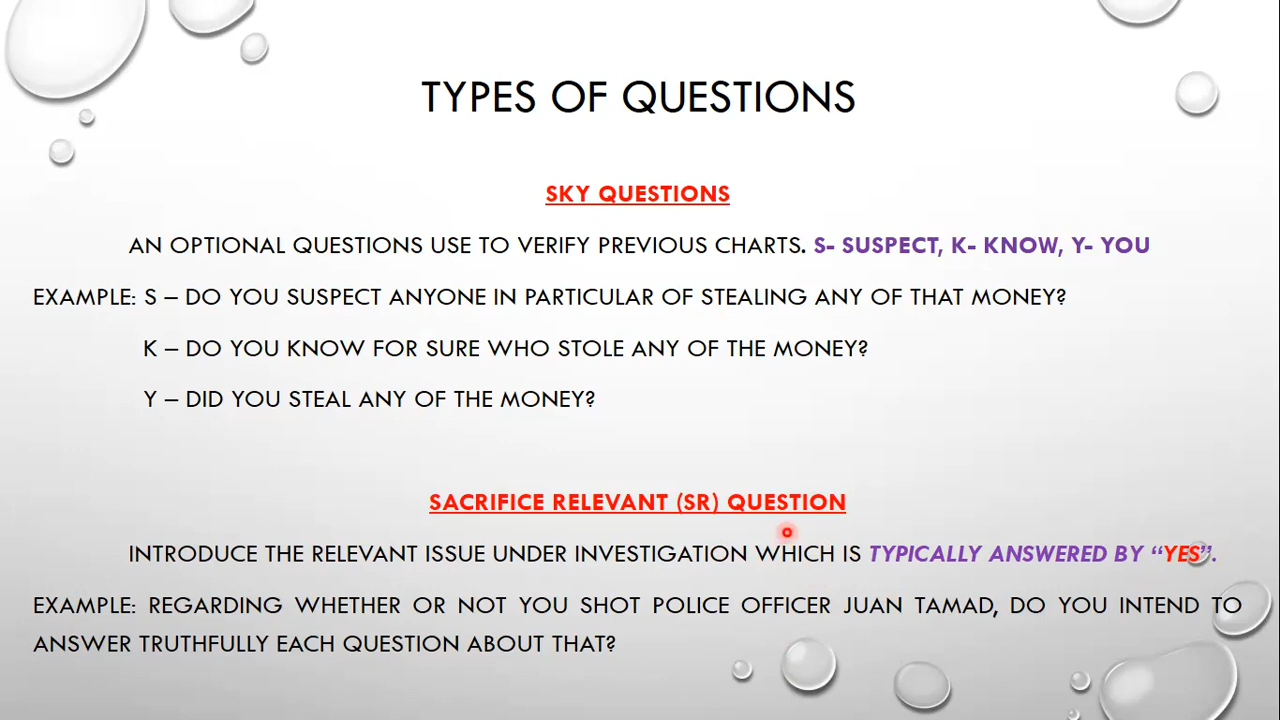 TYPES OF QUESTIONS
SKY QUESTIONS
AN OPTIONAL QUESTIONS USE TO VERIFY PREVIOUS CHARTS. S- SUSPECT, K- KNOW, Y- YOU
EXAMPLE: S – DO YOU SUSPECT ANYONE IN PARTICULAR OF STEALING ANY OF THAT MONEY?
K – DO YOU KNOW FOR SURE WHO STOLE ANY OF THE MONEY?
Y – DID YOU STEAL ANY OF THE MONEY?
SACRIFICE RELEVANT (SR) QUESTION
INTRODUCE THE RELEVANT ISSUE UNDER INVESTIGATION WHICH IS TYPICALLY ANSWERED BY “YES”.
EXAMPLE: REGARDING WHETHER OR NOT YOU SHOT POLICE OFFICER JUAN TAMAD, DO YOU INTEND TO
ANSWER TRUTHFULLY EACH QUESTION ABOUT THAT?